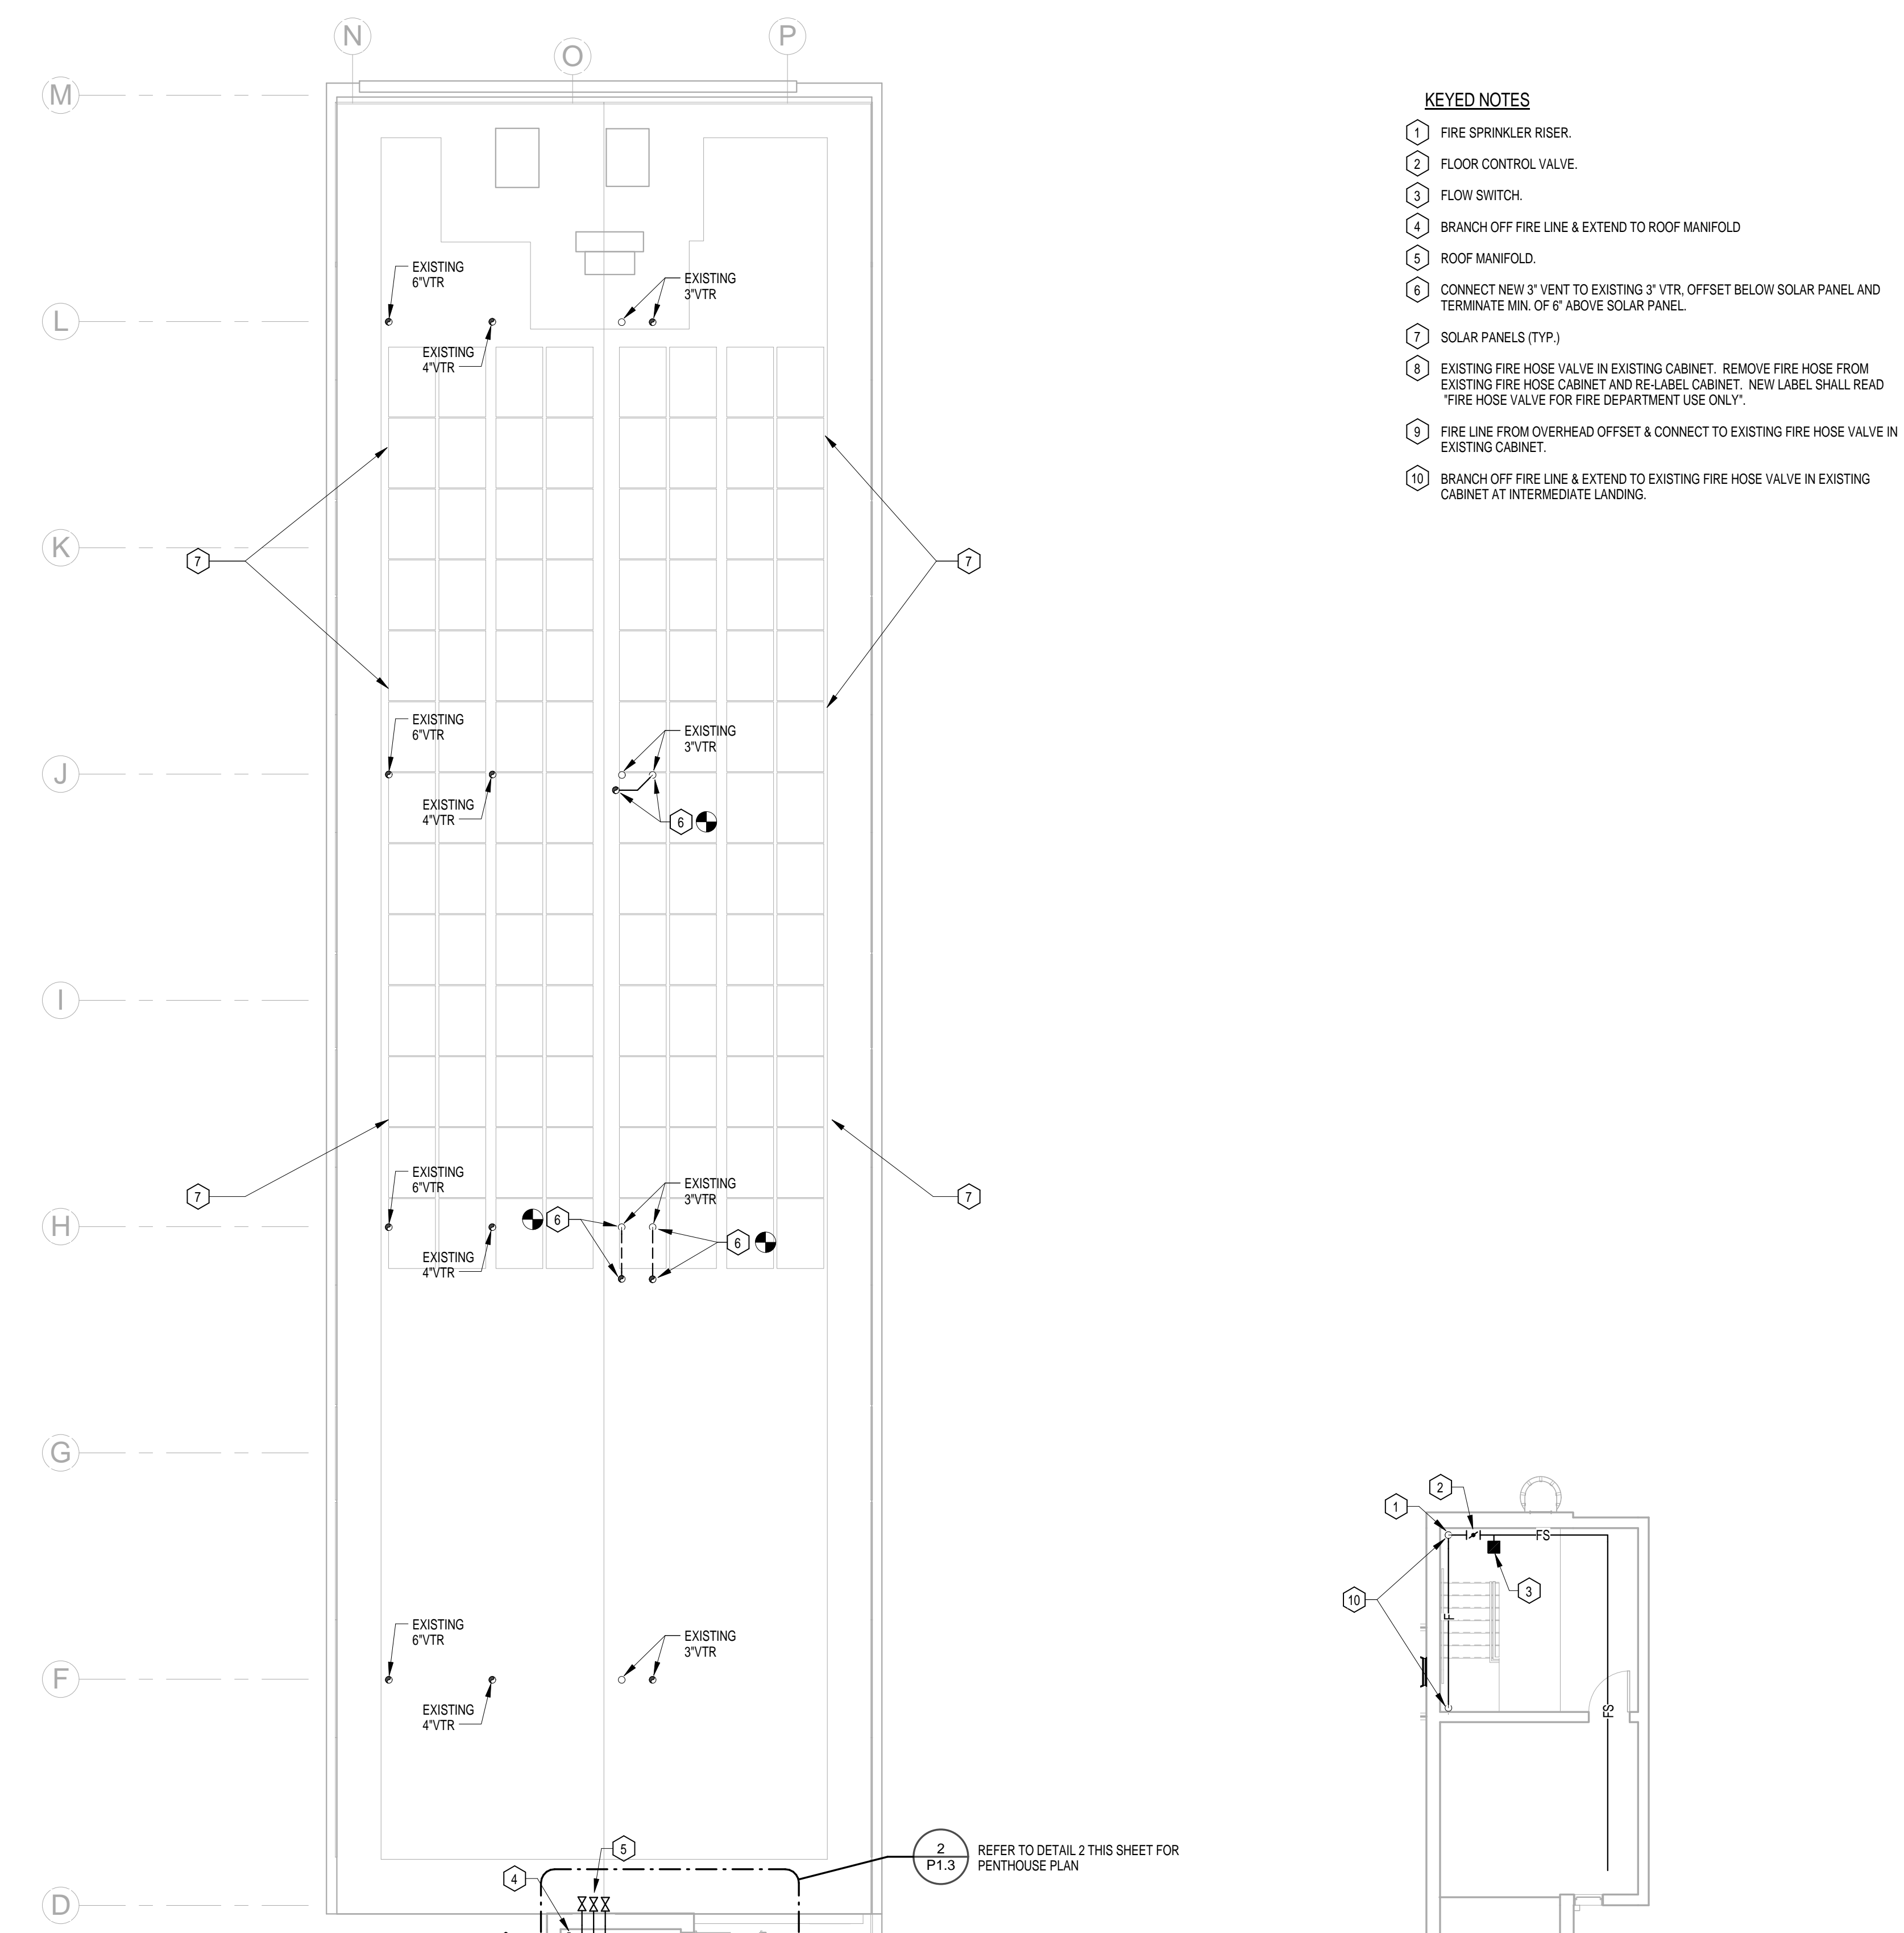 N
O
P
M
L
K
J
I
H
G
F
D
EXISTING
6"VTR
EXISTING
3"VTR
EXISTING
4"VTR
7
7
EXISTING
6"VTR
EXISTING
3"VTR
EXISTING
4"VTR
6
EXISTING
6"VTR
EXISTING
3"VTR
7
7
6
6
EXISTING
4"VTR
EXISTING
6"VTR
EXISTING
3"VTR
EXISTING
4"VTR
5
4
2
P1.3
REFER TO DETAIL 2 THIS SHEET FOR
PENTHOUSE PLAN
KEYED NOTES
1 FIRE SPRINKLER RISER.
2 FLOOR CONTROL VALVE.
3 FLOW SWITCH.
4 BRANCH OFF FIRE LINE & EXTEND TO ROOF MANIFOLD
5 ROOF MANIFOLD.
6 CONNECT NEW 3" VENT TO EXISTING 3" VTR, OFFSET BELOW SOLAR PANEL AND
TERMINATE MIN. OF 6" ABOVE SOLAR PANEL.
7 SOLAR PANELS (TYP.)
8 EXISTING FIRE HOSE VALVE IN EXISTING CABINET. REMOVE FIRE HOSE FROM
EXISTING FIRE HOSE CABINET AND RE-LABEL CABINET. NEW LABEL SHALL READ
"FIRE HOSE VALVE FOR FIRE DEPARTMENT USE ONLY".
9 FIRE LINE FROM OVERHEAD OFFSET & CONNECT TO EXISTING FIRE HOSE VALVE IN
EXISTING CABINET.
10 BRANCH OFF FIRE LINE & EXTEND TO EXISTING FIRE HOSE VALVE IN EXISTING
CABINET AT INTERMEDIATE LANDING.
2
1
FS
3
10
F
FS